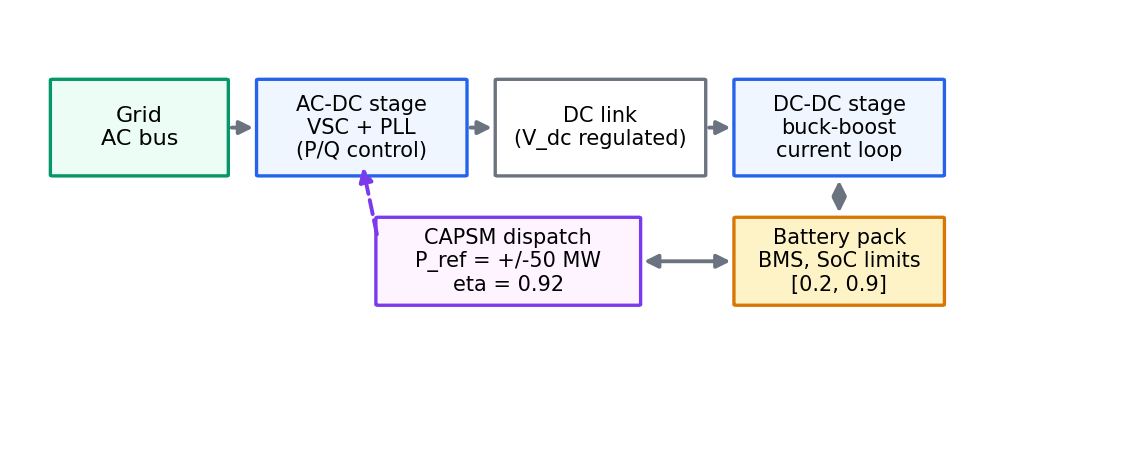 Grid
AC bus
AC-DC stage
VSC + PLL
(P/Q control)
DC link
(V_dc regulated)
DC-DC stage
buck-boost
current loop
CAPSM dispatch
P_ref = +/-50 MW
eta = 0.92
Battery pack
BMS, SoC limits
[0.2, 0.9]